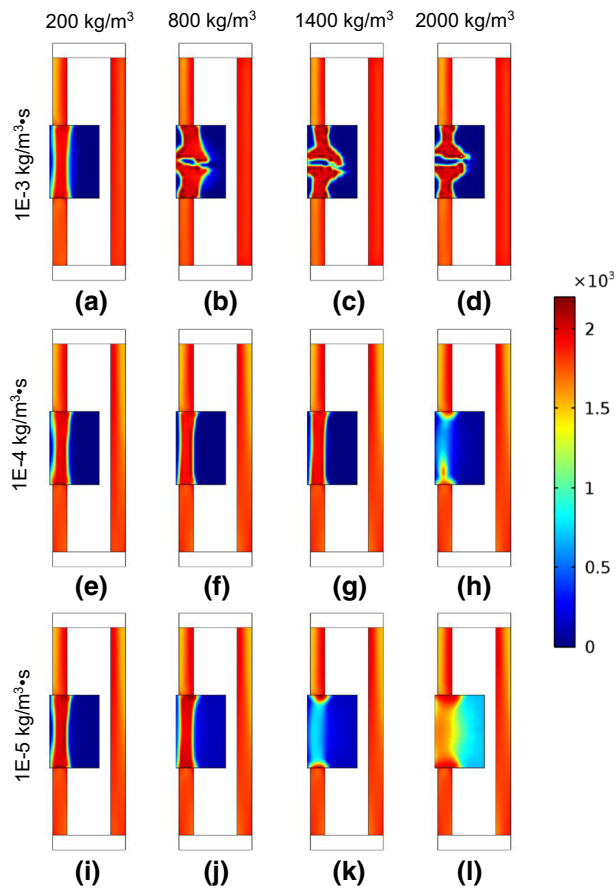 200 kg/m³ 800 kg/m³ 1400 kg/m³ 2000 kg/m³
1E-3 kg/m³•s
(a) (b) (c) (d)
×10³
2
1.5
1
0.5
0
1E-4 kg/m³•s
(e) (f) (g) (h)
1E-5 kg/m³•s
(i) (j) (k) (l)